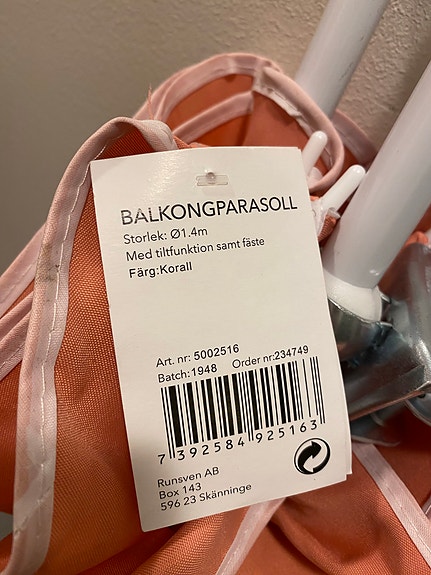 BALKONGPARASOLL
Storlek: Ø1.4m
Med tiltfunktion samt fäste
Färg:Korall
Art. nr: 5002516
Batch:1948 Order nr:234749
7 392584 925163
Runsven AB
Box 143
596 23 Skänninge